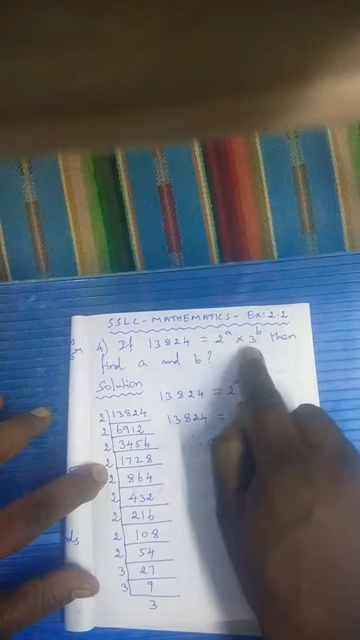 SSLC - MATHEMATICS - Ex: 2.2
4) If 13824 = 2^a × 3^b then
find a and b?
Solution
13824 = 2^a
13824 =
2 | 13824
2 | 6912
2 | 3456
2 | 1728
2 | 864
2 | 432
2 | 216
2 | 108
2 | 54
3 | 27
3 | 9
3
ds